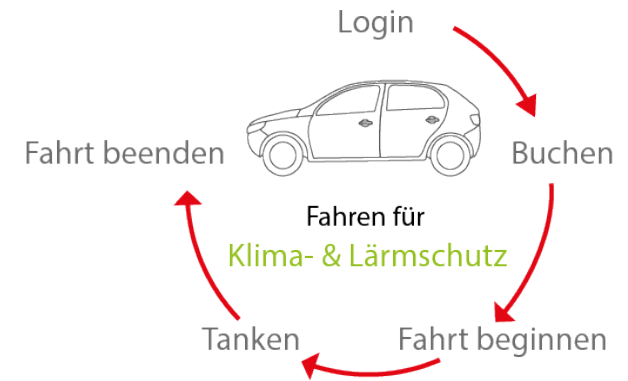 Login
Buchen
Fahrt beginnen
Tanken
Fahrt beenden
Fahren für
Klima- & Lärmschutz